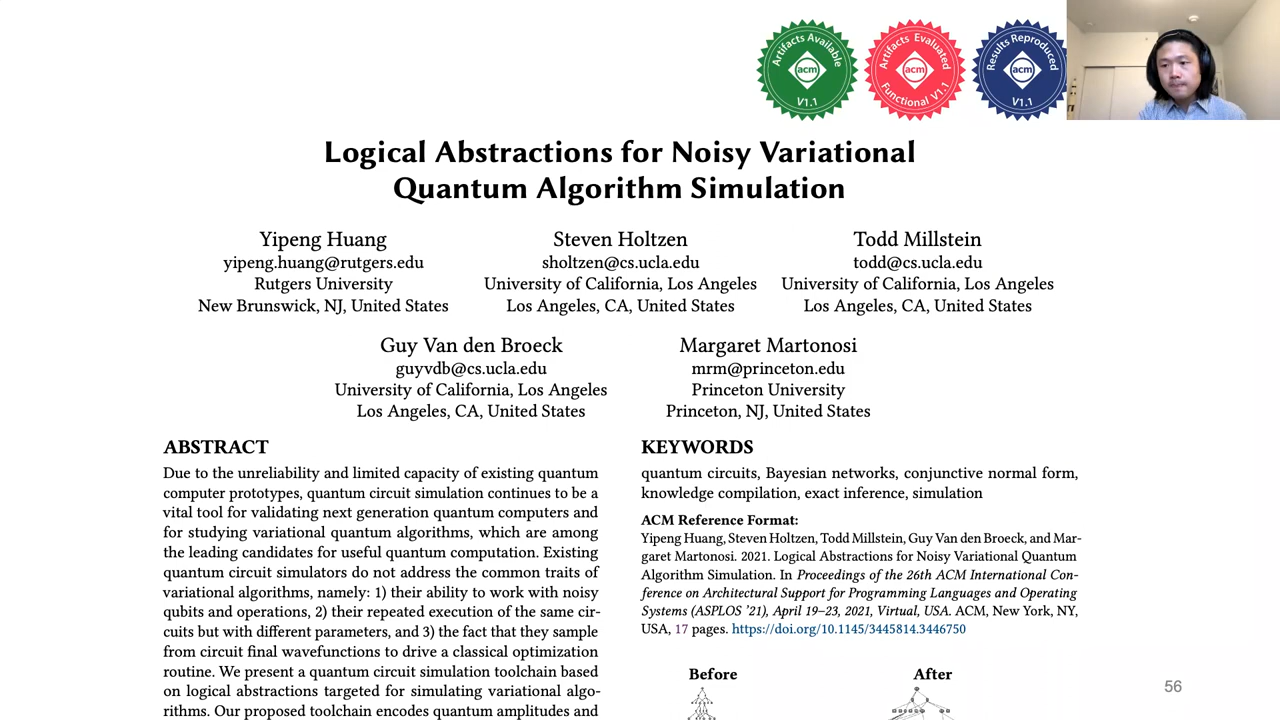 Artifacts Available
acm
V1.1
Artifacts Evaluated
acm
Functional V1.1
Results Reproduced
acm
V1.1
Logical Abstractions for Noisy Variational
Quantum Algorithm Simulation
Yipeng Huang
yipeng.huang@rutgers.edu
Rutgers University
New Brunswick, NJ, United States
Steven Holtzen
sholtzen@cs.ucla.edu
University of California, Los Angeles
Los Angeles, CA, United States
Todd Millstein
todd@cs.ucla.edu
University of California, Los Angeles
Los Angeles, CA, United States
Guy Van den Broeck
guyvdb@cs.ucla.edu
University of California, Los Angeles
Los Angeles, CA, United States
Margaret Martonosi
mrm@princeton.edu
Princeton University
Princeton, NJ, United States
ABSTRACT
Due to the unreliability and limited capacity of existing quantum
computer prototypes, quantum circuit simulation continues to be a
vital tool for validating next generation quantum computers and
for studying variational quantum algorithms, which are among
the leading candidates for useful quantum computation. Existing
quantum circuit simulators do not address the common traits of
variational algorithms, namely: 1) their ability to work with noisy
qubits and operations, 2) their repeated execution of the same cir-
cuits but with different parameters, and 3) the fact that they sample
from circuit final wavefunctions to drive a classical optimization
routine. We present a quantum circuit simulation toolchain based
on logical abstractions targeted for simulating variational algo-
rithms. Our proposed toolchain encodes quantum amplitudes and
KEYWORDS
quantum circuits, Bayesian networks, conjunctive normal form,
knowledge compilation, exact inference, simulation
ACM Reference Format:
Yipeng Huang, Steven Holtzen, Todd Millstein, Guy Van den Broeck, and Mar-
garet Martonosi. 2021. Logical Abstractions for Noisy Variational Quantum
Algorithm Simulation. In Proceedings of the 26th ACM International Con-
ference on Architectural Support for Programming Languages and Operating
Systems (ASPLOS '21), April 19–23, 2021, Virtual, USA. ACM, New York, NY,
USA, 17 pages. https://doi.org/10.1145/3445814.3446750
Before
After
56